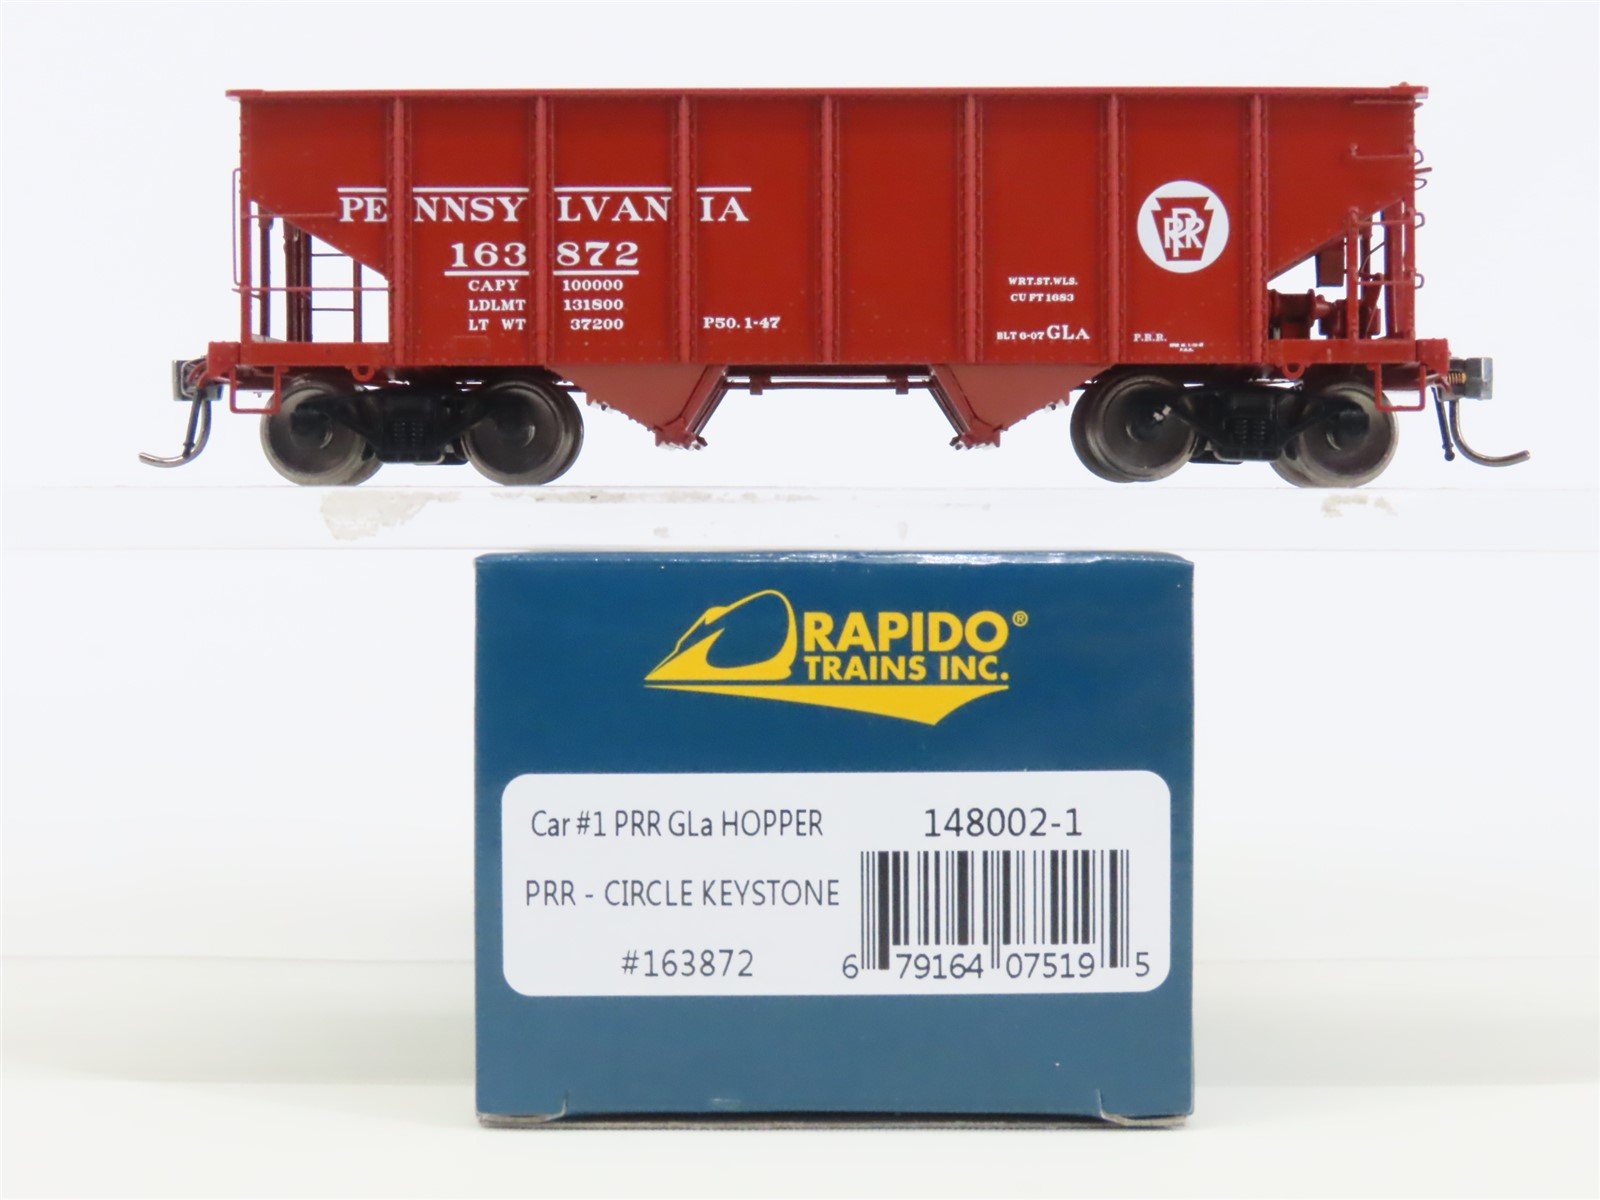 PENNSYLVANIA
163872
CAPY 100000
LDLMT 131800
LT WT 37200
P50.1-47
WRT.ST.WLS.
CU FT 1683
BLT 6-07 GLA
P.R.R.
PRR
RAPIDO®
TRAINS INC.
Car #1 PRR GLa HOPPER
148002-1
PRR - CIRCLE KEYSTONE
#163872
6 79164 07519 5